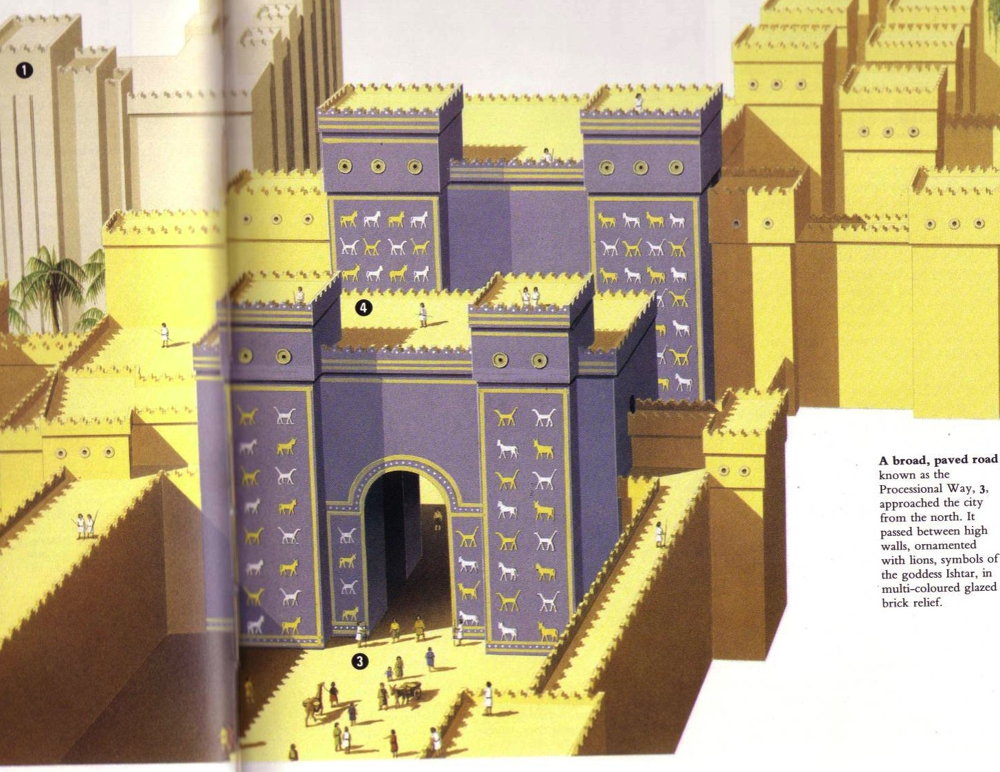 1
4
3
A broad, paved road
known as the
Processional Way, 3,
approached the city
from the north. It
passed between high
walls, ornamented
with lions, symbols of
the goddess Ishtar, in
multi-coloured glazed
brick relief.